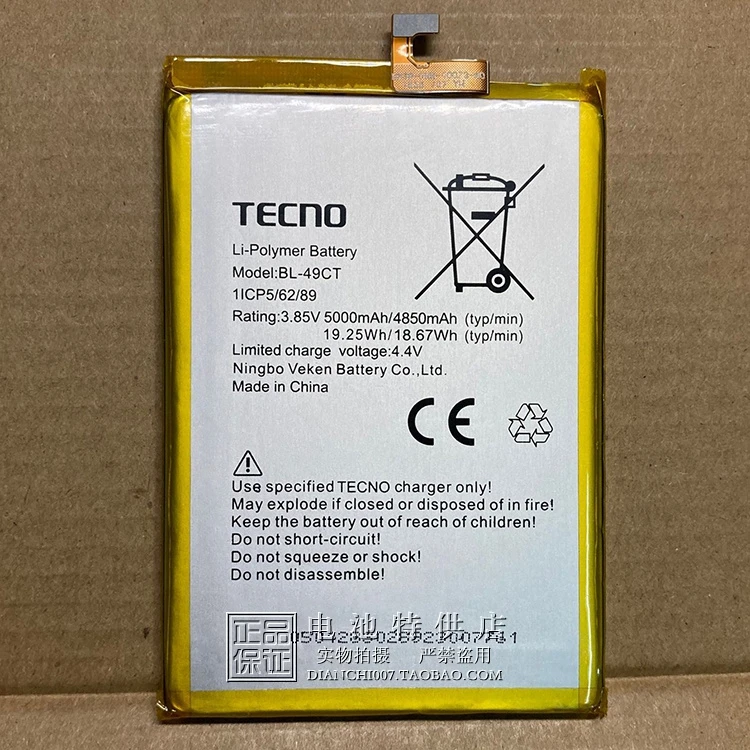 TECNO
Li-Polymer Battery
Model:BL-49CT
1ICP5/62/89
Rating:3.85V 5000mAh/4850mAh (typ/min)
19.25Wh/18.67Wh (typ/min)
Limited charge voltage:4.4V
Ningbo Veken Battery Co.,Ltd.
Made in China
CE
Use specified TECNO charger only!
May explode if closed or disposed of in fire!
Keep the battery out of reach of children!
Do not short-circuit!
Do not squeeze or shock!
Do not disassemble!
正品保证
电池特供店
实物拍摄 严禁盗用
DIANCHI007.TAOBAO.COM